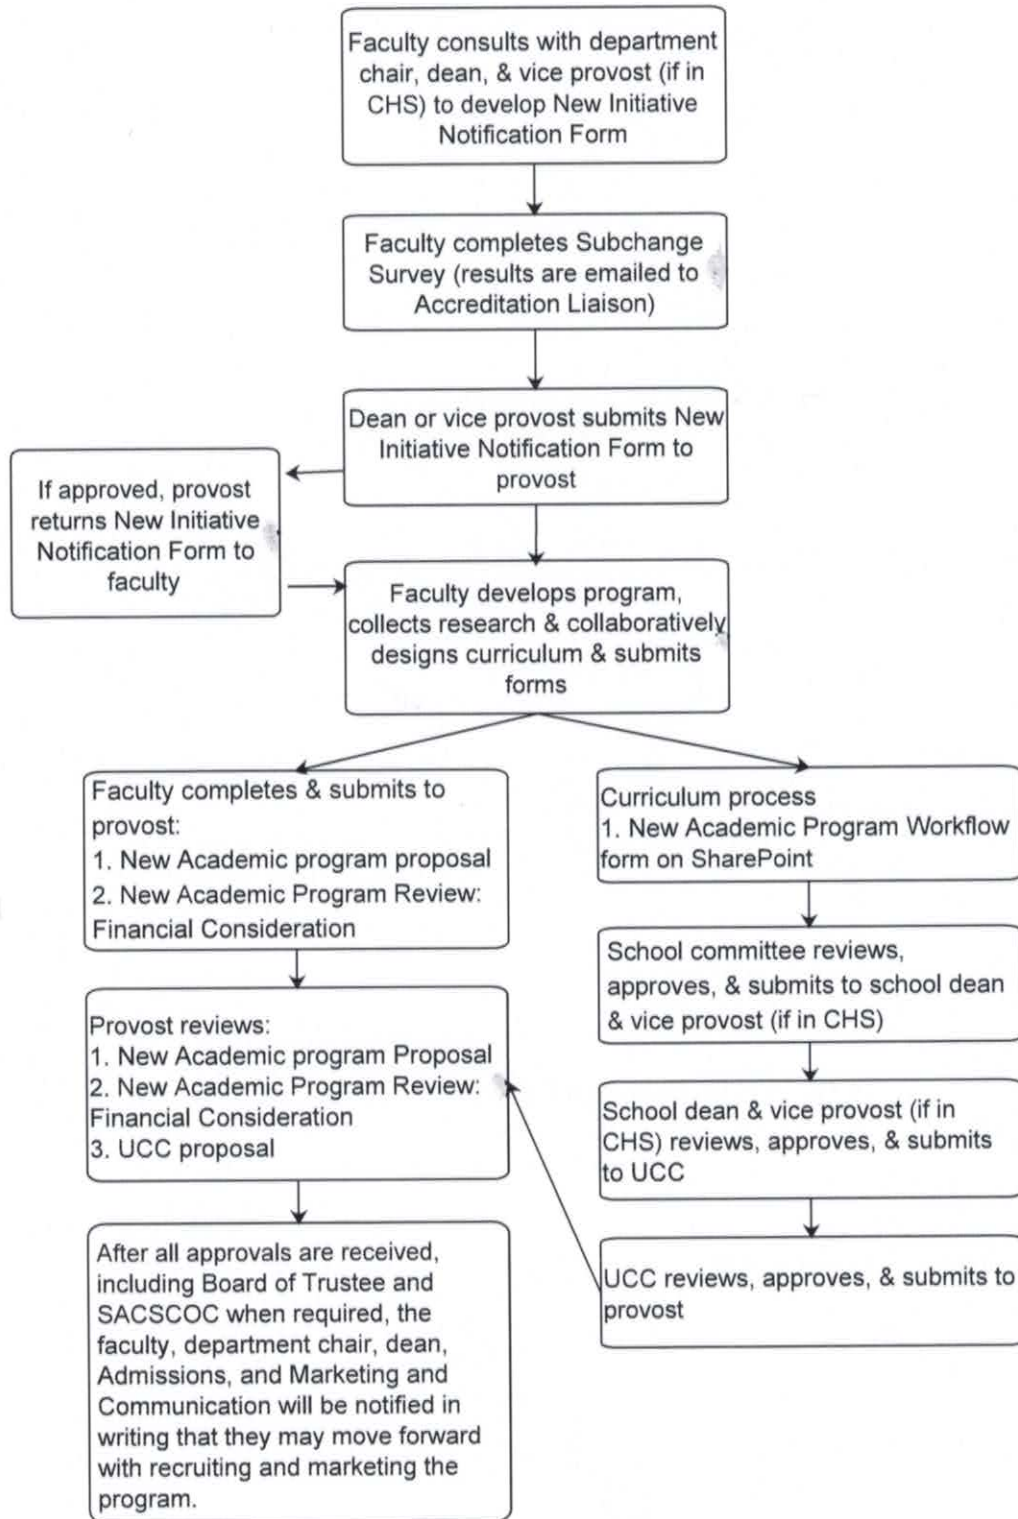 Faculty consults with department
chair, dean, & vice provost (if in
CHS) to develop New Initiative
Notification Form
Faculty completes Subchange
Survey (results are emailed to
Accreditation Liaison)
Dean or vice provost submits New
Initiative Notification Form to
provost
If approved, provost
returns New Initiative
Notification Form to
faculty
Faculty develops program,
collects research & collaboratively
designs curriculum & submits
forms
Faculty completes & submits to
provost:
1. New Academic program proposal
2. New Academic Program Review:
Financial Consideration
Provost reviews:
1. New Academic program Proposal
2. New Academic Program Review:
Financial Consideration
3. UCC proposal
After all approvals are received,
including Board of Trustee and
SACSCOC when required, the
faculty, department chair, dean,
Admissions, and Marketing and
Communication will be notified in
writing that they may move forward
with recruiting and marketing the
program.
Curriculum process
1. New Academic Program Workflow
form on SharePoint
School committee reviews,
approves, & submits to school dean
& vice provost (if in CHS)
School dean & vice provost (if in
CHS) reviews, approves, & submits
to UCC
UCC reviews, approves, & submits to
provost